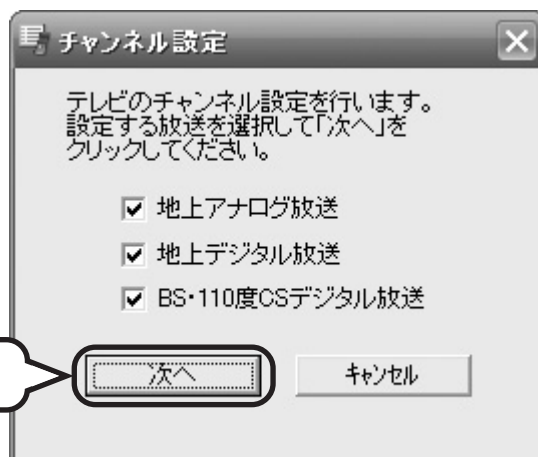 チャンネル設定
テレビのチャンネル設定を行います。
設定する放送を選択して「次へ」を
クリックしてください。
地上アナログ放送
地上デジタル放送
BS・110度CSデジタル放送
次へ
キャンセル